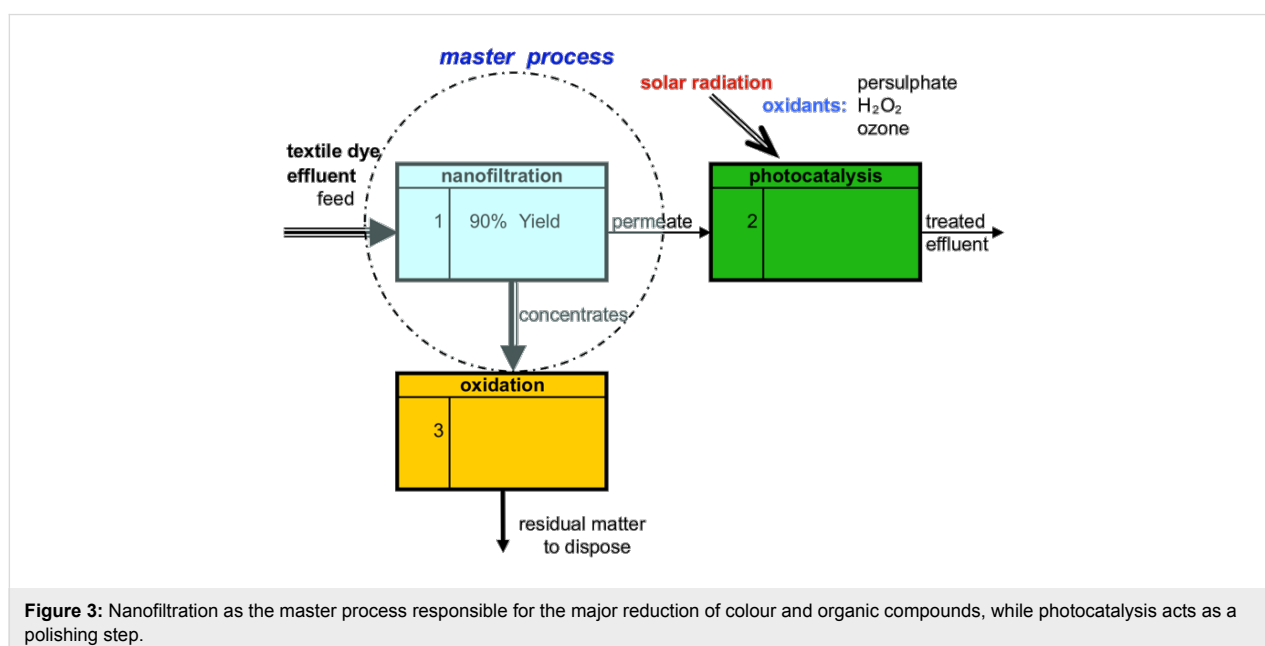 master process
solar radiation
oxidants:
persulphate
H₂O₂
ozone
textile dye
effluent
feed
nanofiltration
1
90% Yield
permeate
photocatalysis
2
treated
effluent
concentrates
oxidation
3
residual matter
to dispose
Figure 3: Nanofiltration as the master process responsible for the major reduction of colour and organic compounds, while photocatalysis acts as a
polishing step.